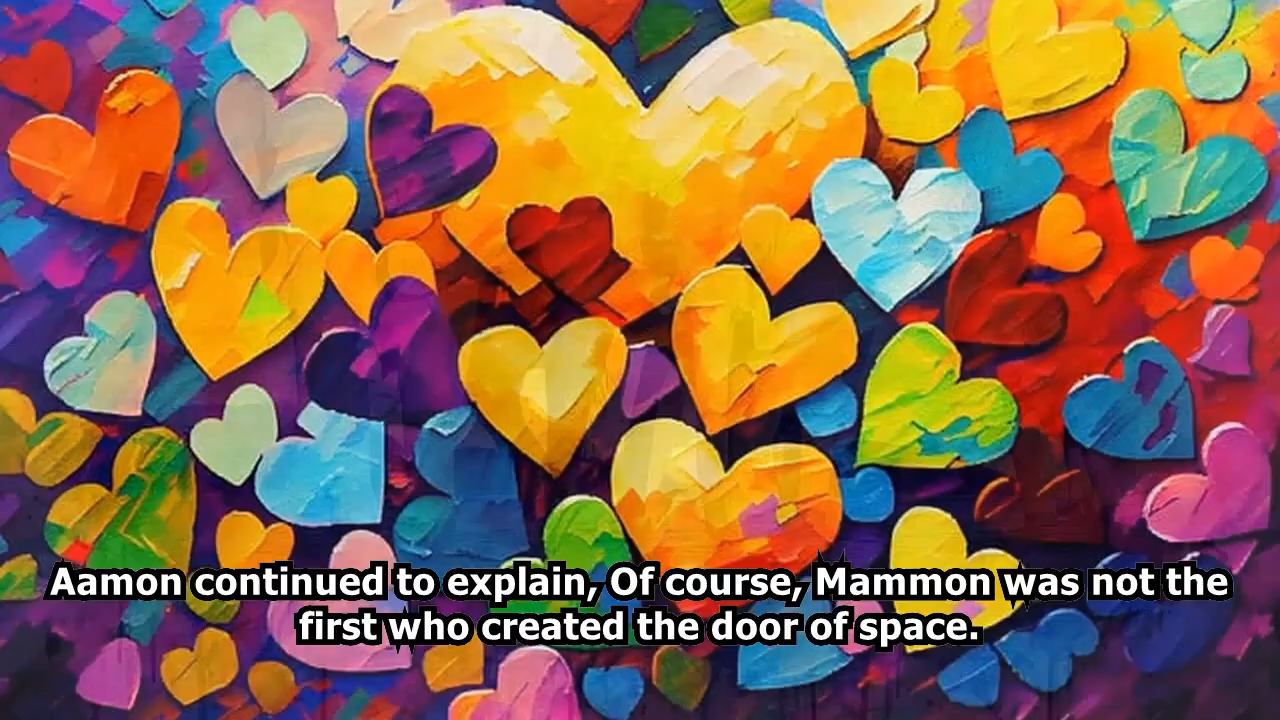 Aamon continued to explain, Of course, Mammon was not the
first who created the door of space.